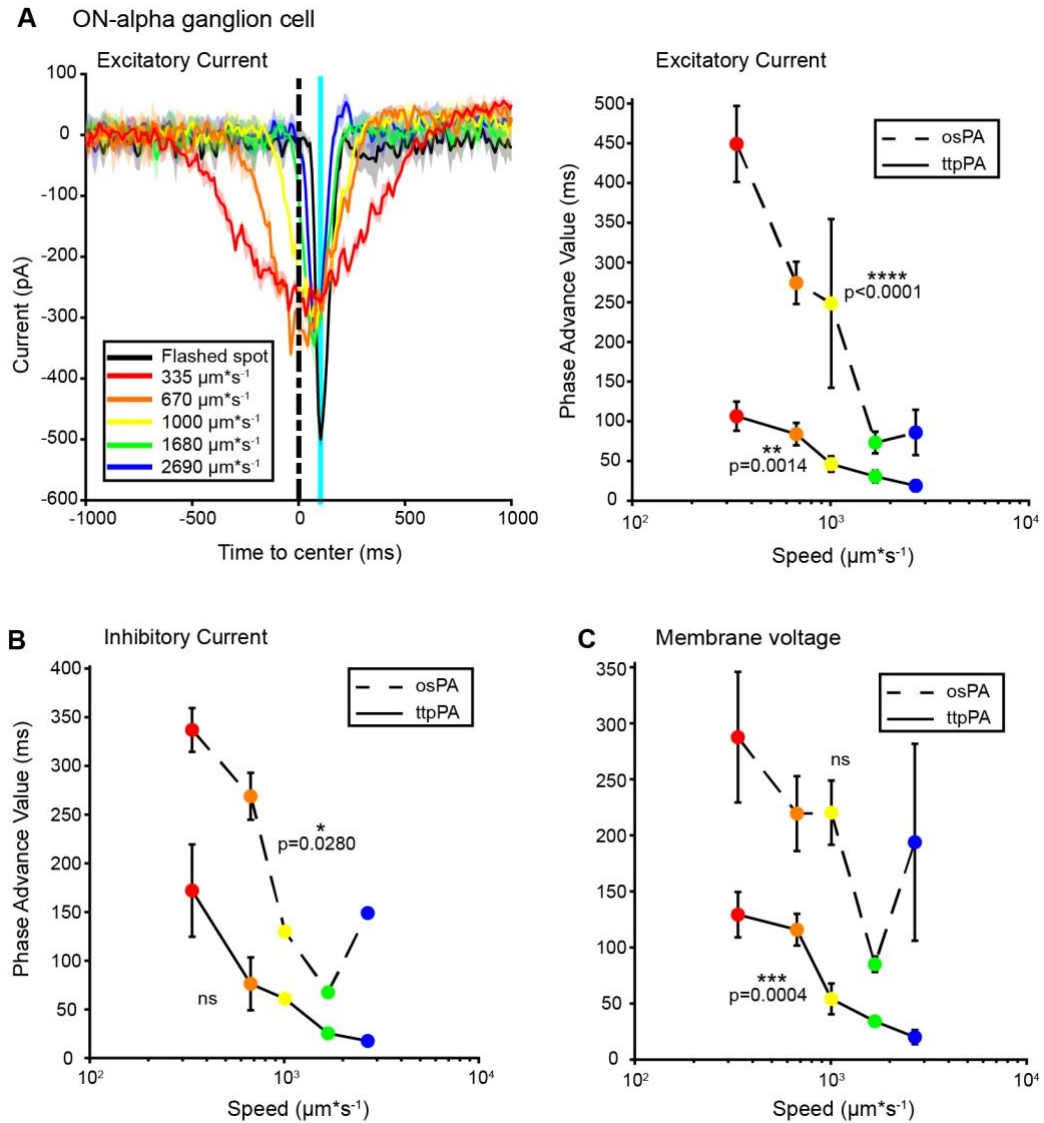 A ON-alpha ganglion cell
Excitatory Current
100
0
-100
-200
-300
-400
-500
-600
Current (pA)
Flashed spot
335 µm*s⁻¹
670 µm*s⁻¹
1000 µm*s⁻¹
1680 µm*s⁻¹
2690 µm*s⁻¹
-1000 -500 0 500 1000
Time to center (ms)
Excitatory Current
500
450
400
350
300
250
200
150
100
50
0
Phase Advance Value (ms)
osPA
ttpPA
****
p<0.0001
**
p=0.0014
10² 10³ 10⁴
Speed (µm*s⁻¹)
B Inhibitory Current
400
350
300
250
200
150
100
50
0
Phase Advance Value (ms)
osPA
ttpPA
*
p=0.0280
ns
10² 10³ 10⁴
Speed (µm*s⁻¹)
C Membrane voltage
350
300
250
200
150
100
50
0
osPA
ttpPA
ns
***
p=0.0004
10² 10³ 10⁴
Speed (µm*s⁻¹)